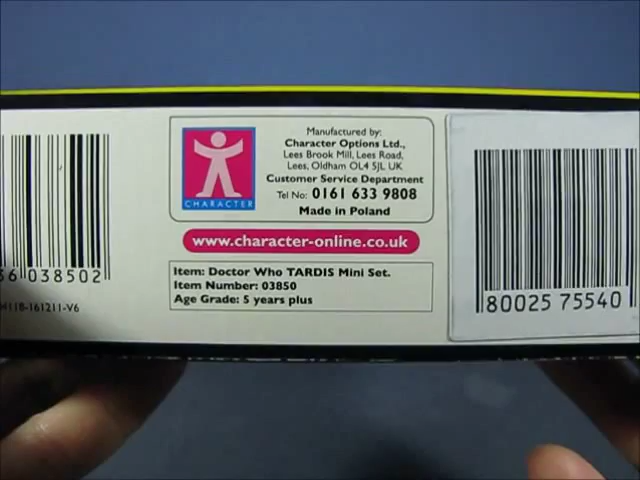 Manufactured by:
Character Options Ltd.,
Lees Brook Mill, Lees Road,
Lees, Oldham OL4 5JL UK
Customer Service Department
Tel No: 0161 633 9808
Made in Poland
CHARACTER
www.character-online.co.uk
Item: Doctor Who TARDIS Mini Set.
Item Number: 03850
Age Grade: 5 years plus
36 038502
4118-161211-V6
80025 75540